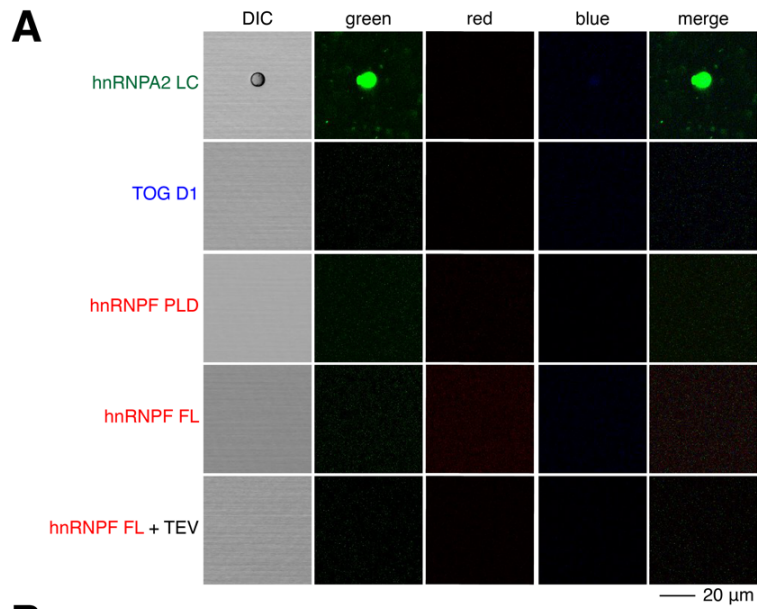 A
DIC green red blue merge
hnRNPA2 LC
TOG D1
hnRNPF PLD
hnRNPF FL
hnRNPF FL + TEV
20 μm